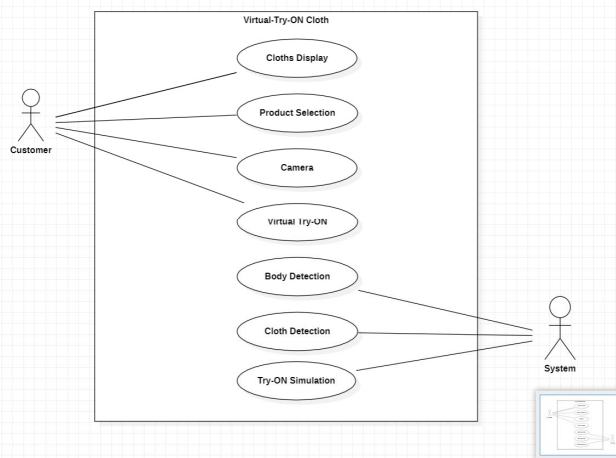 Virtual-Try-ON Cloth
Cloths Display
Product Selection
Customer
Camera
Virtual Try-ON
Body Detection
Cloth Detection
System
Try-ON Simulation